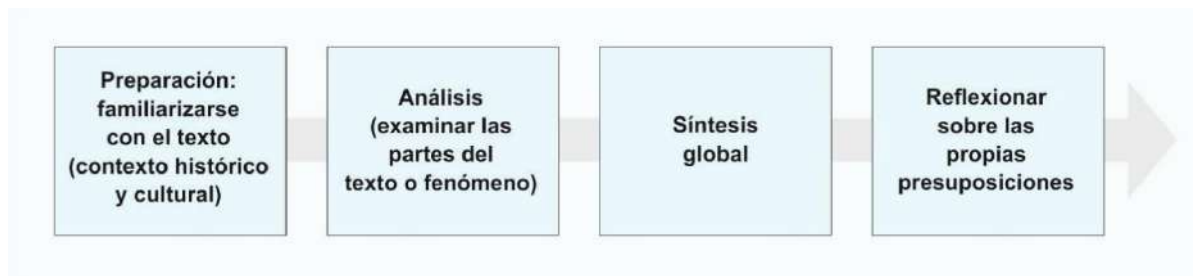 Preparación:
familiarizarse
con el texto
(contexto histórico
y cultural)
Análisis
(examinar las
partes del
texto o fenómeno)
Síntesis
global
Reflexionar
sobre las
propias
presuposiciones